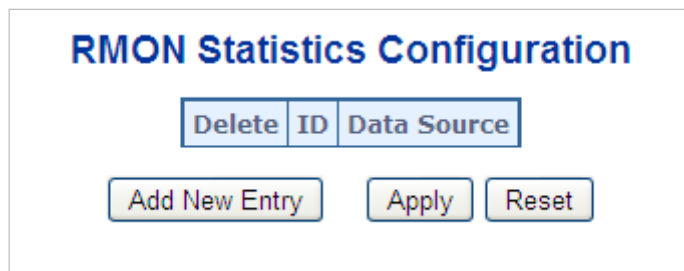 RMON Statistics Configuration
Delete ID Data Source
Add New Entry Apply Reset